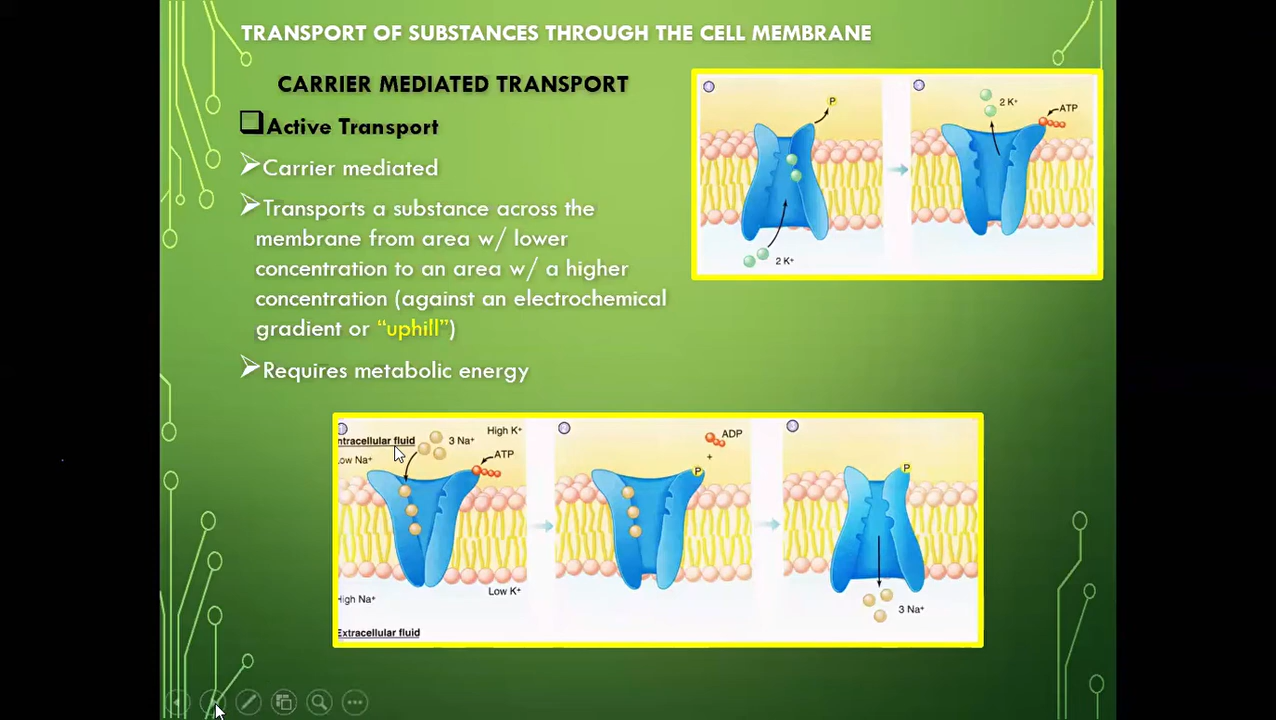 TRANSPORT OF SUBSTANCES THROUGH THE CELL MEMBRANE
CARRIER MEDIATED TRANSPORT
Active Transport
Carrier mediated
Transports a substance across the
membrane from area w/ lower
concentration to an area w/ a higher
concentration (against an electrochemical
gradient or “uphill”)
Requires metabolic energy
P
2 K⁺
2 K⁺
ATP
ntracellular fluid
3 Na⁺
High K⁺
ow Na⁺
ATP
High Na⁺
Low K⁺
Extracellular fluid
ADP
+
P
P
3 Na⁺